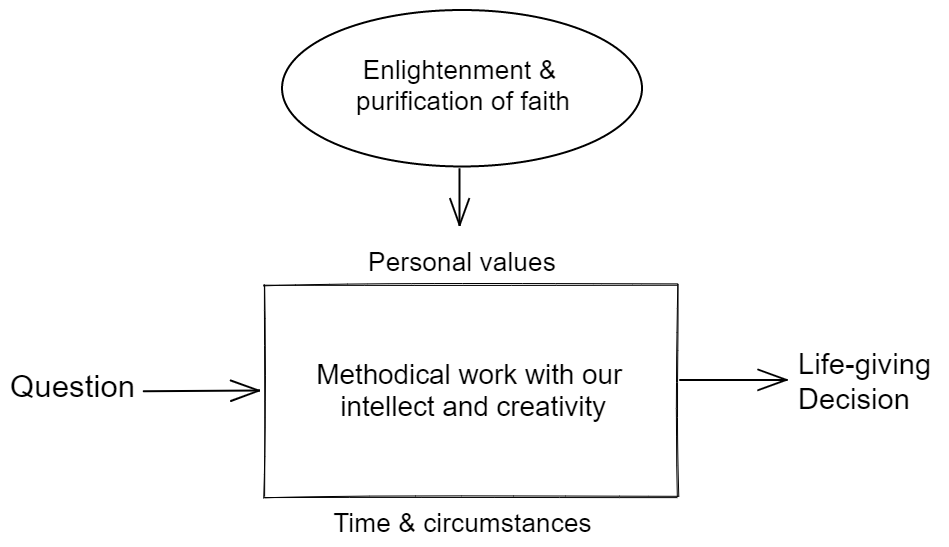 Enlightenment &
purification of faith
Personal values
Question
Methodical work with our
intellect and creativity
Life-giving
Decision
Time & circumstances